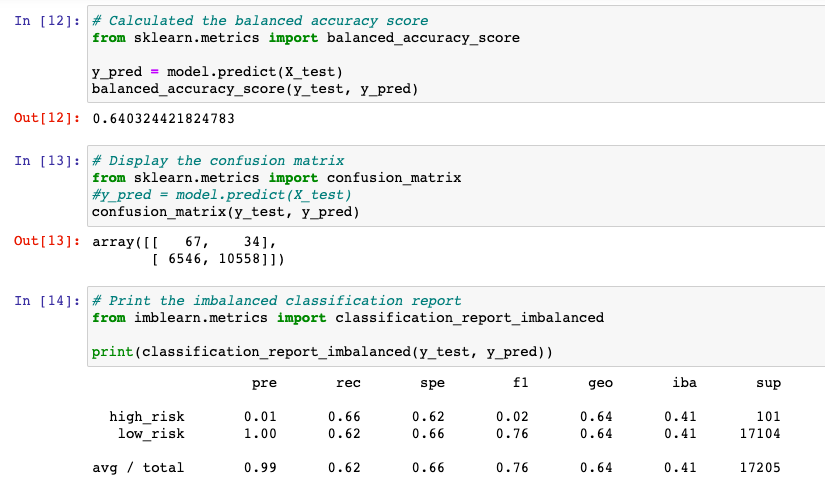 In [12]: # Calculated the balanced accuracy score
from sklearn.metrics import balanced_accuracy_score
y_pred = model.predict(X_test)
balanced_accuracy_score(y_test, y_pred)
Out[12]: 0.640324421824783
In [13]: # Display the confusion matrix
from sklearn.metrics import confusion_matrix
#y_pred = model.predict(X_test)
confusion_matrix(y_test, y_pred)
Out[13]: array([[   67,    34],
       [ 6546, 10558]])
In [14]: # Print the imbalanced classification report
from imblearn.metrics import classification_report_imbalanced
print(classification_report_imbalanced(y_test, y_pred))
pre rec spe f1 geo iba sup
high_risk 0.01 0.66 0.62 0.02 0.64 0.41 101
low_risk 1.00 0.62 0.66 0.76 0.64 0.41 17104
avg / total 0.99 0.62 0.66 0.76 0.64 0.41 17205